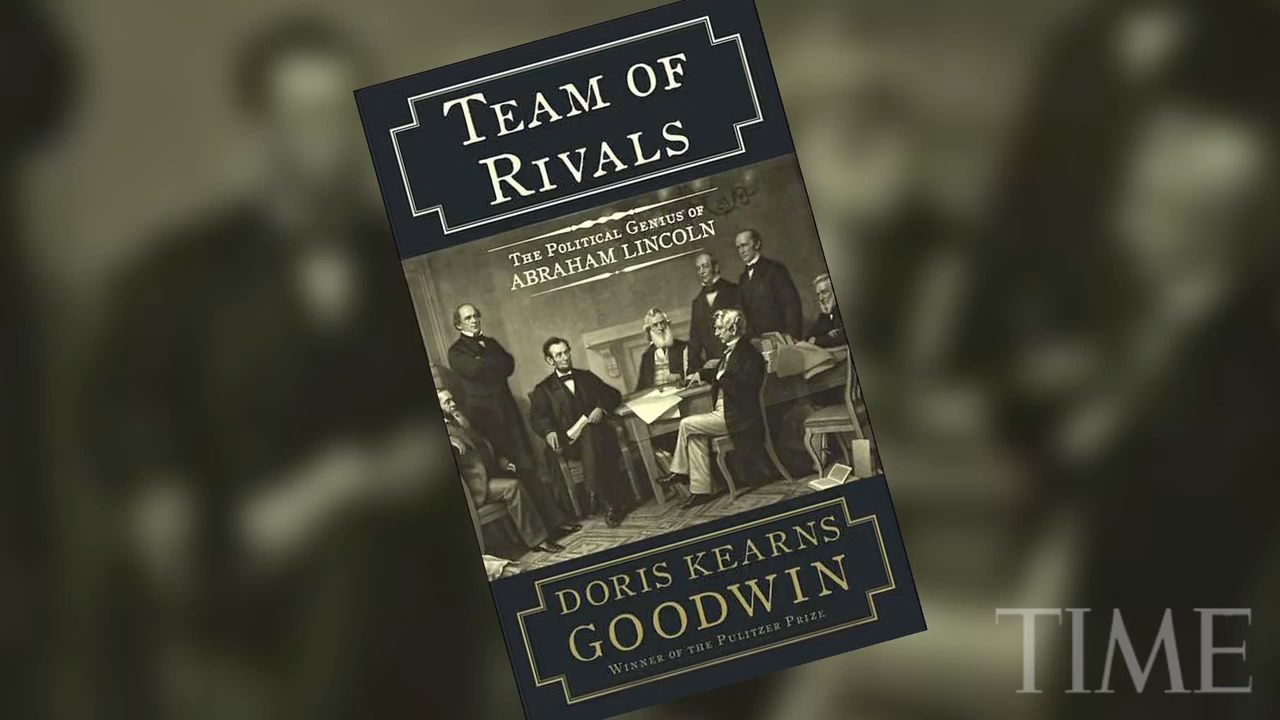 TEAM OF
RIVALS
THE POLITICAL GENIUS OF
ABRAHAM LINCOLN
DORIS KEARNS
GOODWIN
WINNER OF THE PULITZER PRIZE
TIME